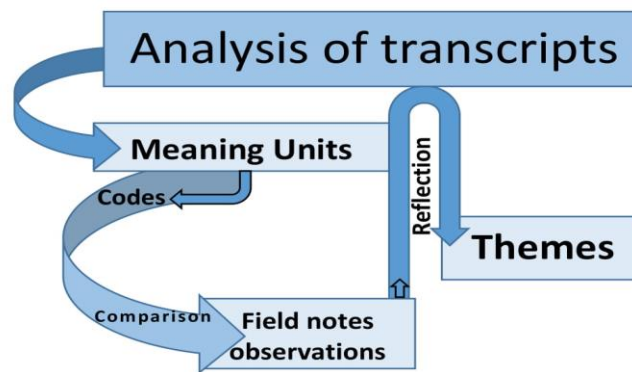 Analysis of transcripts
Meaning Units
Codes
Reflection
Themes
Comparison
Field notes
observations